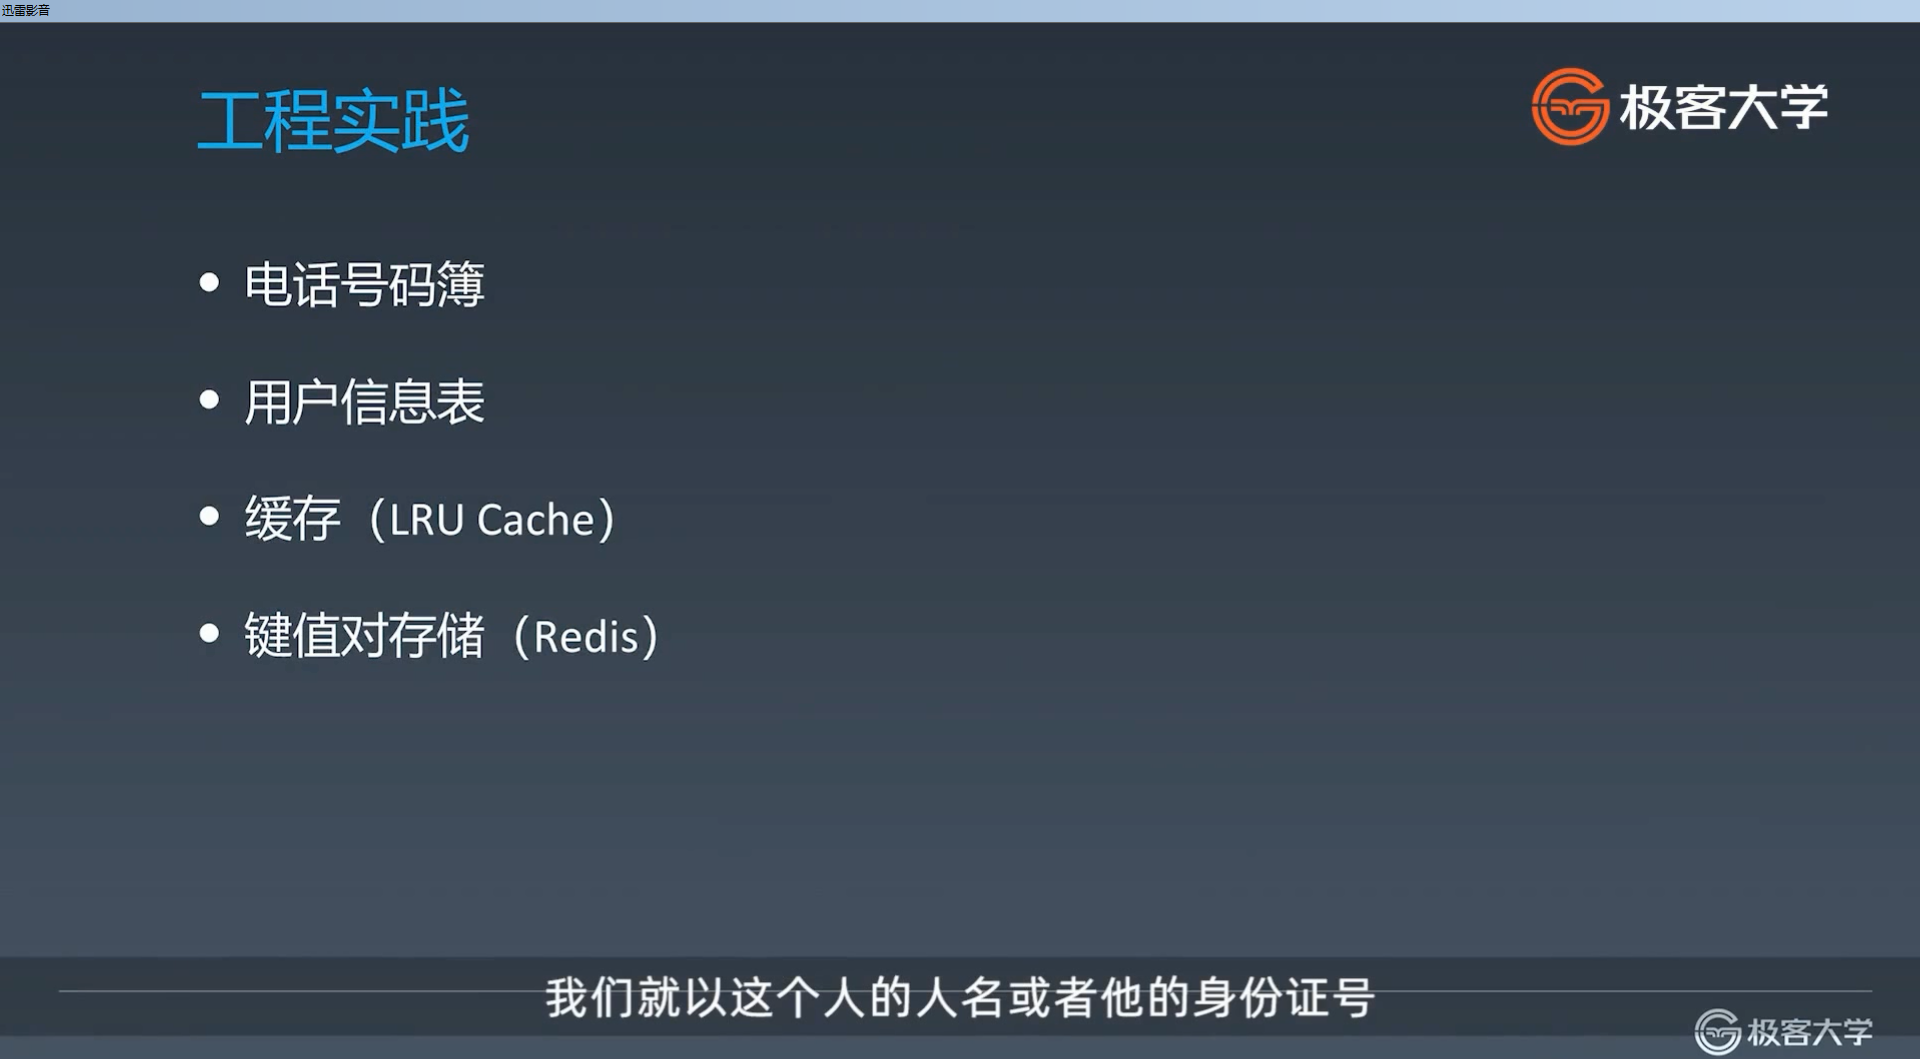 迅雷影音
工程实践
极客大学
• 电话号码簿
• 用户信息表
• 缓存（LRU Cache）
• 键值对存储（Redis）
我们就以这个人的人名或者他的身份证号
极客大学